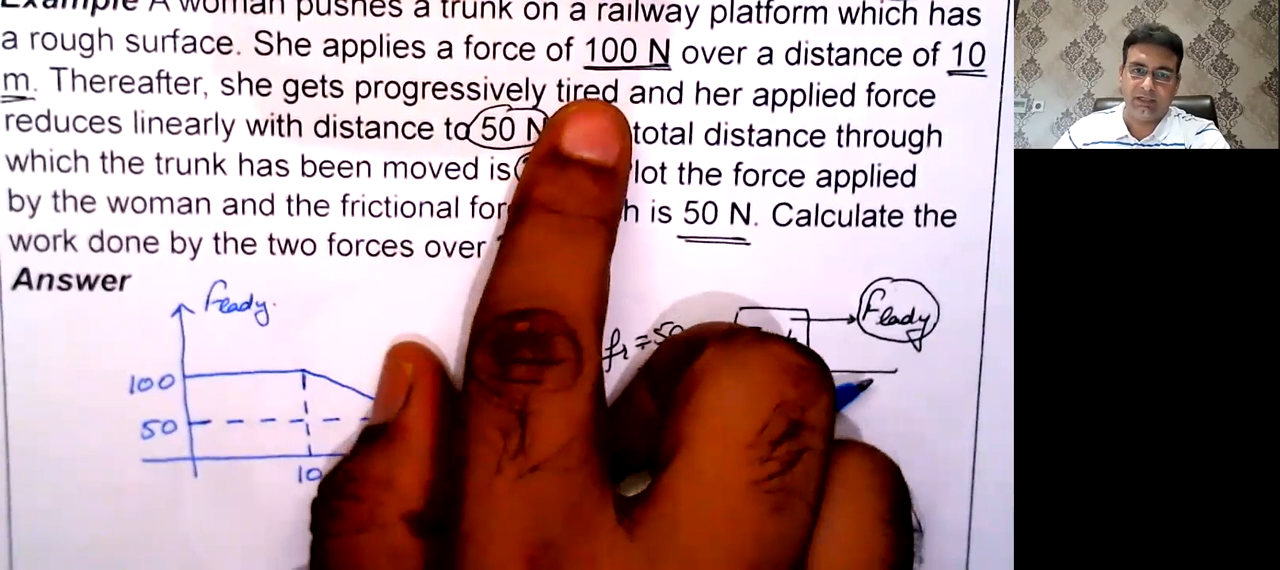 Example A woman pushes a trunk on a railway platform which has
a rough surface. She applies a force of 100 N over a distance of 10
m. Thereafter, she gets progressively tired and her applied force
reduces linearly with distance to 50 N total distance through
which the trunk has been moved is lot the force applied
by the woman and the frictional for h is 50 N. Calculate the
work done by the two forces over
Answer
Flady.
Flady
100
50
10